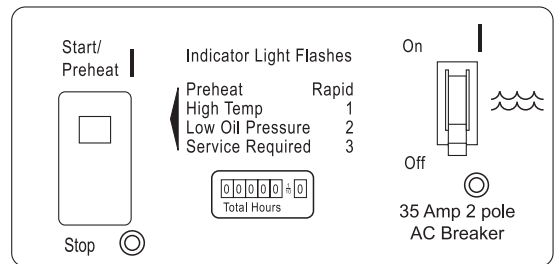 Start/
Preheat
Stop
Indicator Light Flashes
Preheat Rapid
High Temp 1
Low Oil Pressure 2
Service Required 3
0 0 0 0 0 1/10 0
Total Hours
On
Off
35 Amp 2 pole
AC Breaker